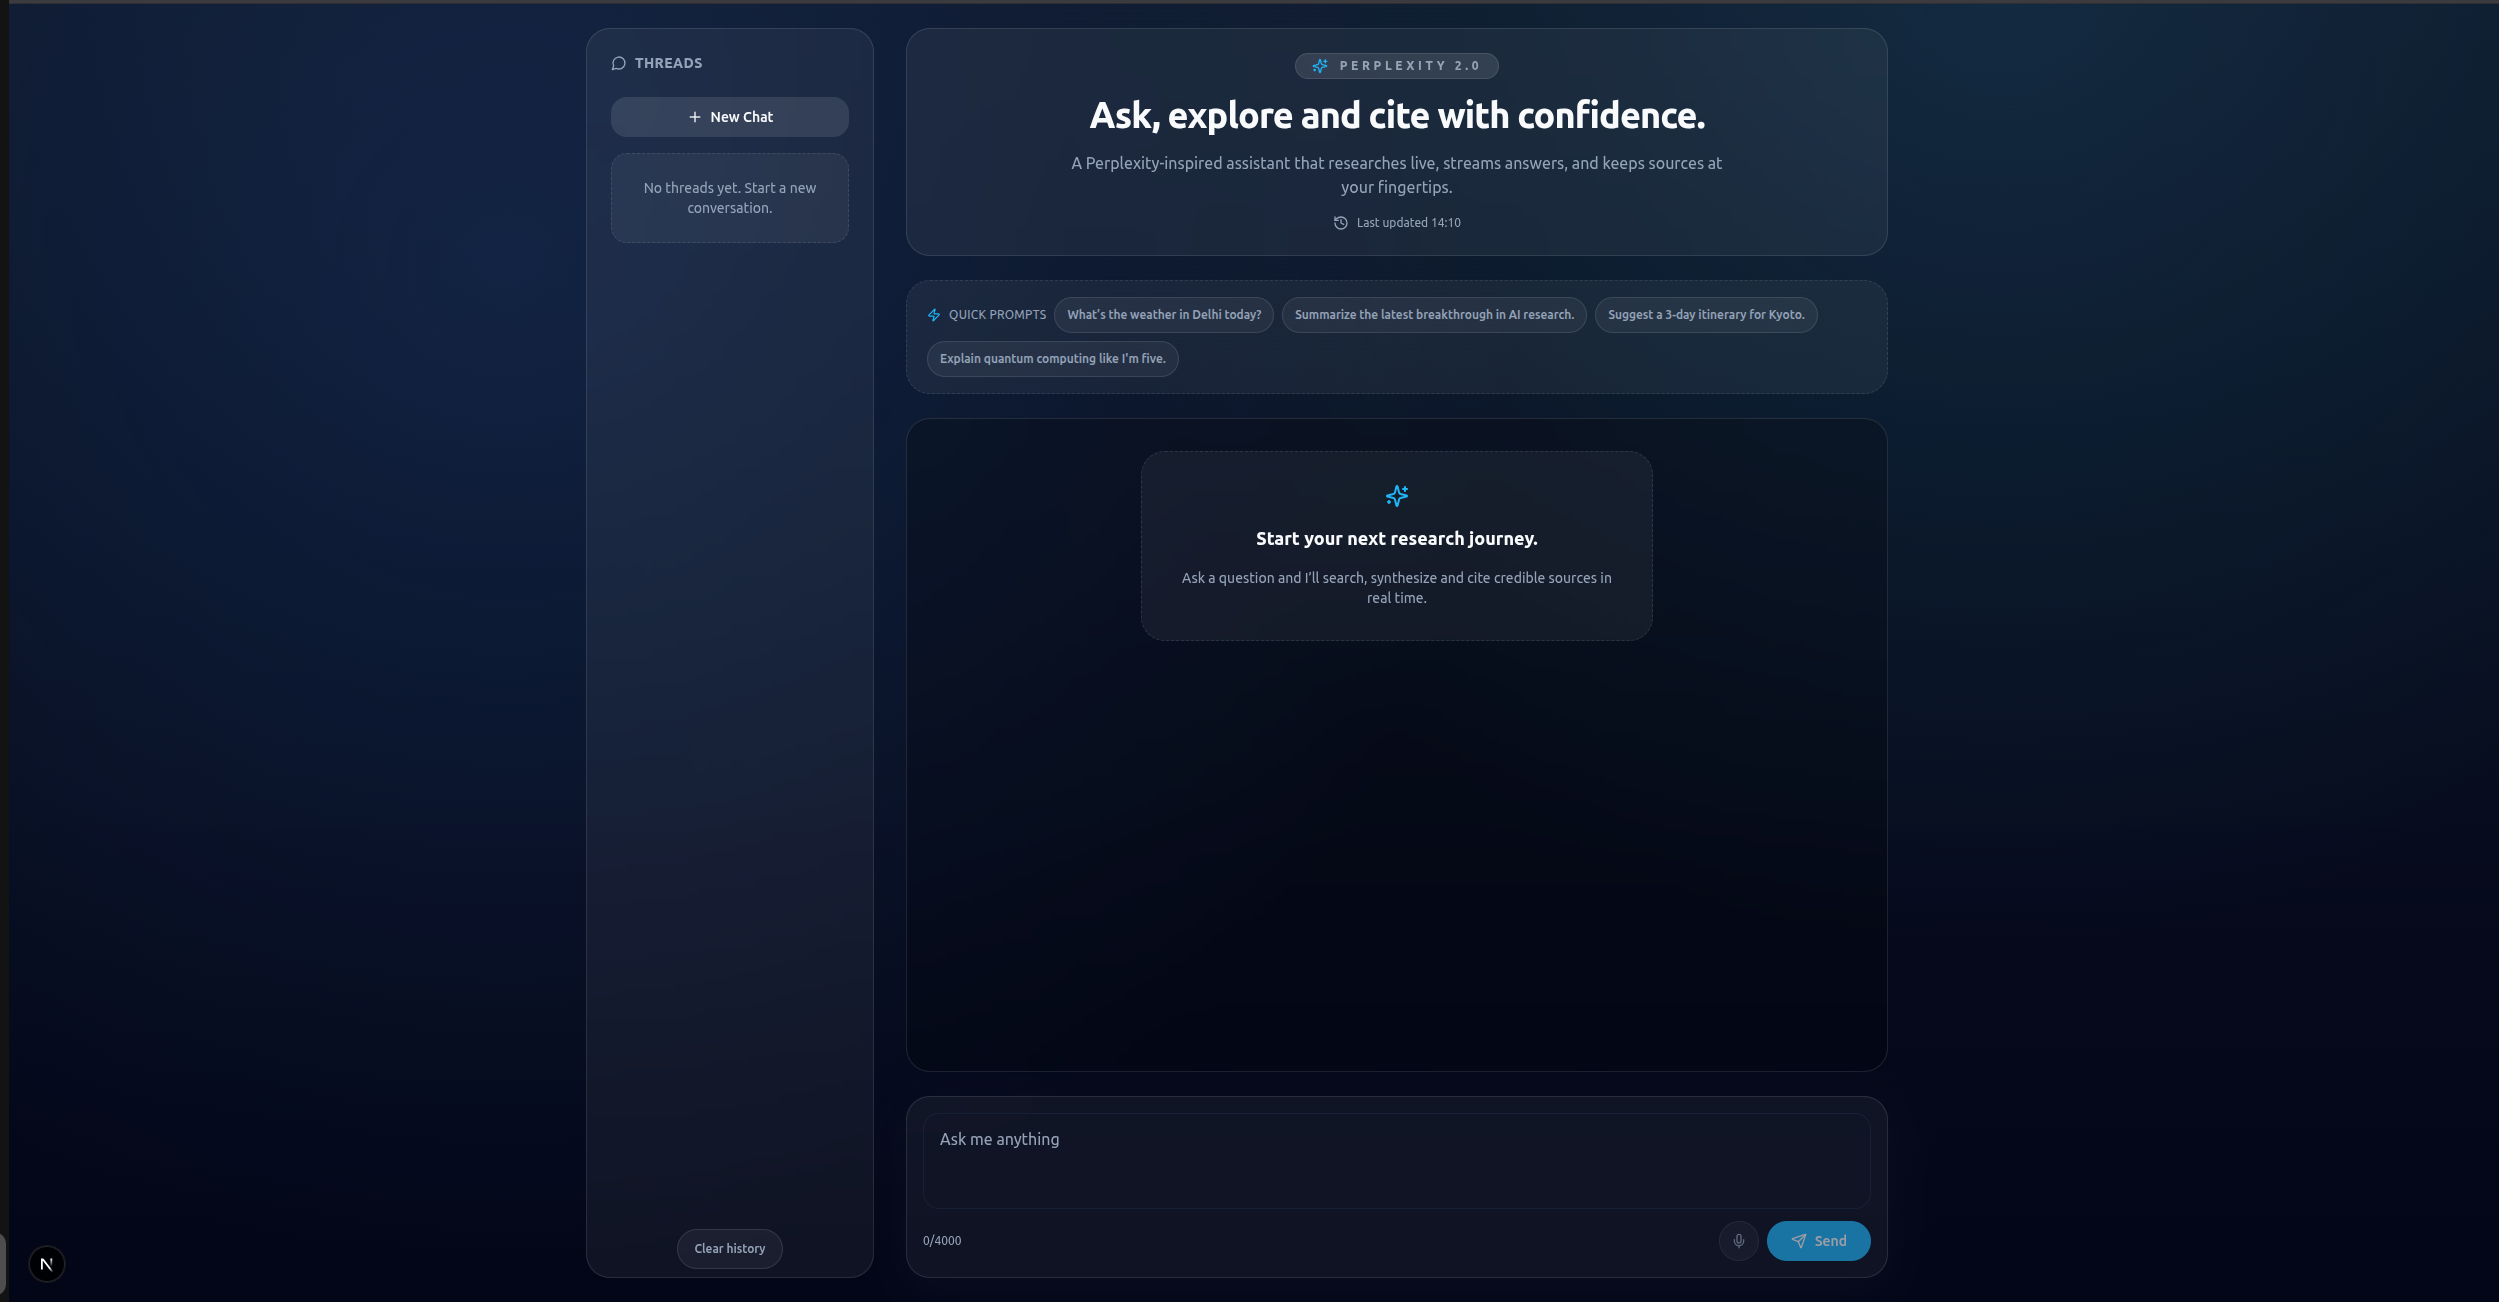 THREADS
New Chat
No threads yet. Start a new
conversation.
Clear history
PERPLEXITY 2.0
Ask, explore and cite with confidence.
A Perplexity-inspired assistant that researches live, streams answers, and keeps sources at
your fingertips.
Last updated 14:10
QUICK PROMPTS
What's the weather in Delhi today?
Summarize the latest breakthrough in AI research.
Suggest a 3-day itinerary for Kyoto.
Explain quantum computing like I'm five.
Start your next research journey.
Ask a question and I’ll search, synthesize and cite credible sources in
real time.
Ask me anything
0/4000
Send
N